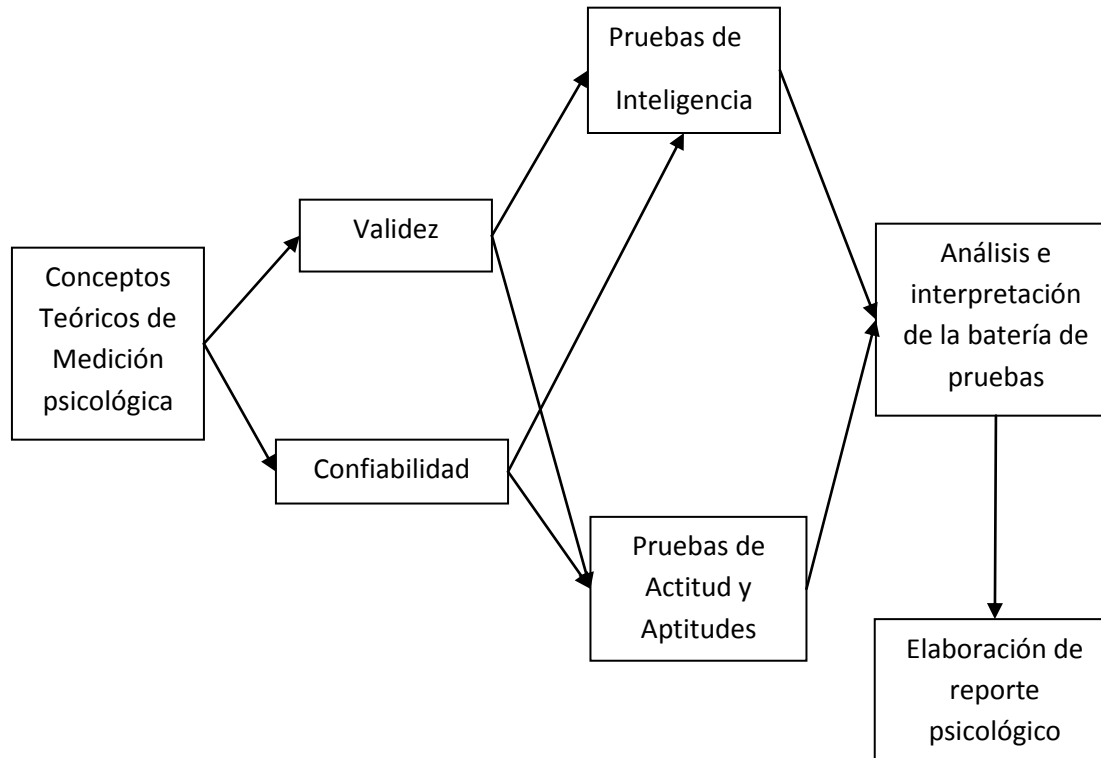 Conceptos
Teóricos de
Medición
psicológica
Validez
Confiabilidad
Pruebas de
Inteligencia
Pruebas de
Actitud y
Aptitudes
Análisis e
interpretación
de la batería de
pruebas
Elaboración de
reporte
psicológico